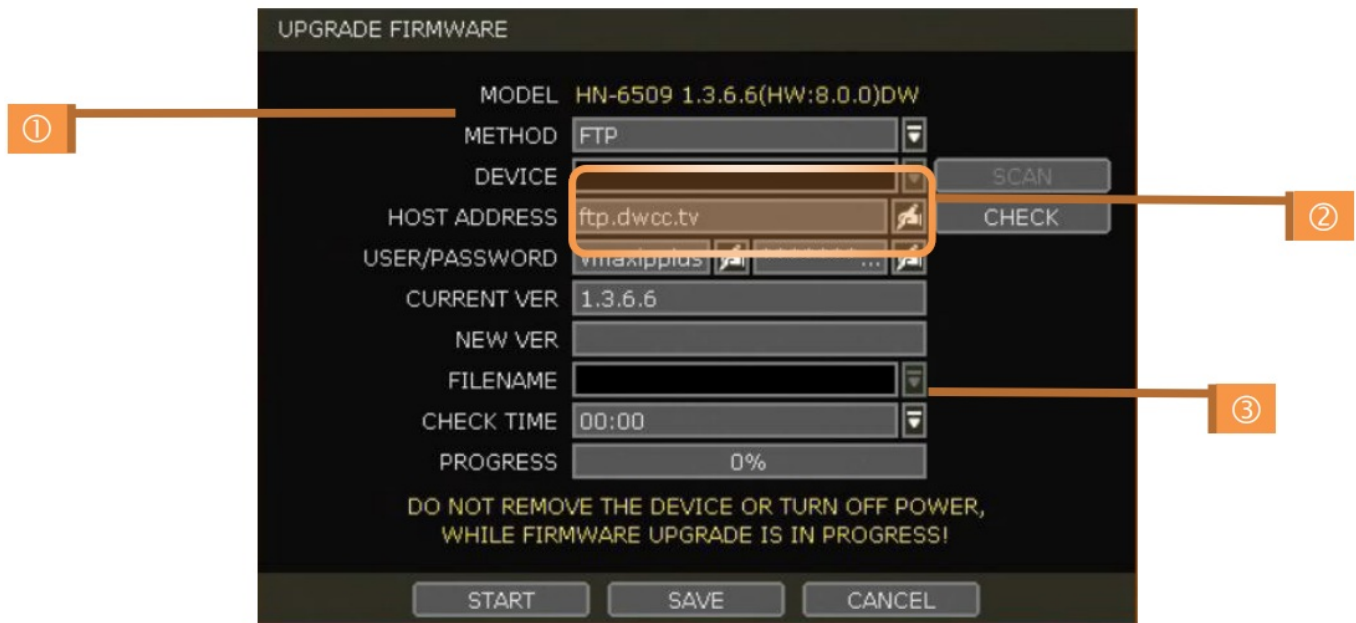 UPGRADE FIRMWARE
MODEL HN-6509 1.3.6.6(HW:8.0.0)DW
①
METHOD FTP
DEVICE SCAN
HOST ADDRESS ftp.dwcc.tv CHECK
②
USER/PASSWORD vmaxipplus
CURRENT VER 1.3.6.6
NEW VER
FILENAME
③
CHECK TIME 00:00
PROGRESS 0%
DO NOT REMOVE THE DEVICE OR TURN OFF POWER,
WHILE FIRMWARE UPGRADE IS IN PROGRESS!
START SAVE CANCEL